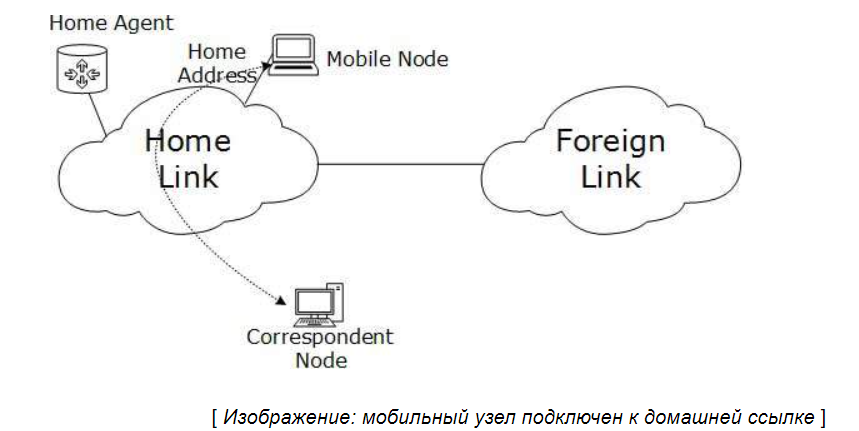 Home Agent
Home
Address
Mobile Node
Home
Link
Foreign
Link
Correspondent
Node
[ Изображение: мобильный узел подключен к домашней ссылке ]